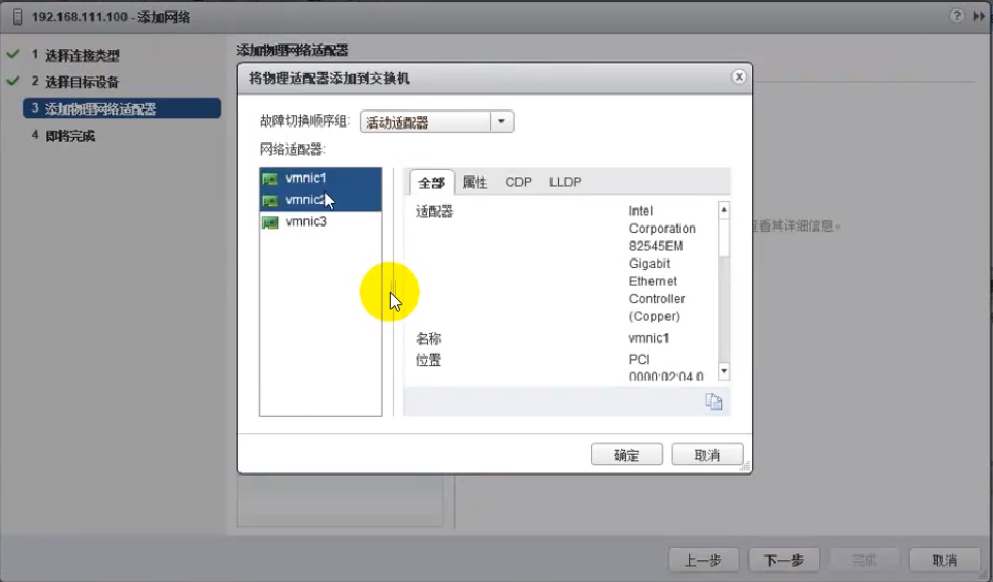 192.168.111.100 - 添加网络
1 选择连接类型
2 选择目标设备
3 添加物理网络适配器
4 即将完成
添加物理网络适配器
将物理适配器添加到交换机
故障切换顺序组: 活动适配器
网络适配器:
vmnic1
vmnic2
vmnic3
全部 属性 CDP LLDP
适配器
Intel
Corporation
82545EM
Gigabit
Ethernet
Controller
(Copper)
名称 vmnic1
位置 PCI
0000:02:04.0
查看其详细信息。
确定 取消
上一步 下一步 完成 取消